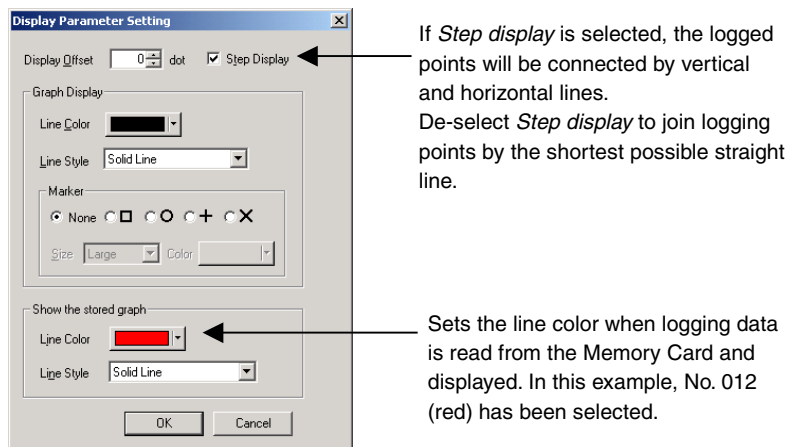 Display Parameter Setting
Display Offset 0 dot Step Display
Graph Display
Line Color
Line Style Solid Line
Marker
None
Size Large Color
Show the stored graph
Line Color
Line Style Solid Line
OK Cancel
If Step display is selected, the logged
points will be connected by vertical
and horizontal lines.
De-select Step display to join logging
points by the shortest possible straight
line.
Sets the line color when logging data
is read from the Memory Card and
displayed. In this example, No. 012
(red) has been selected.